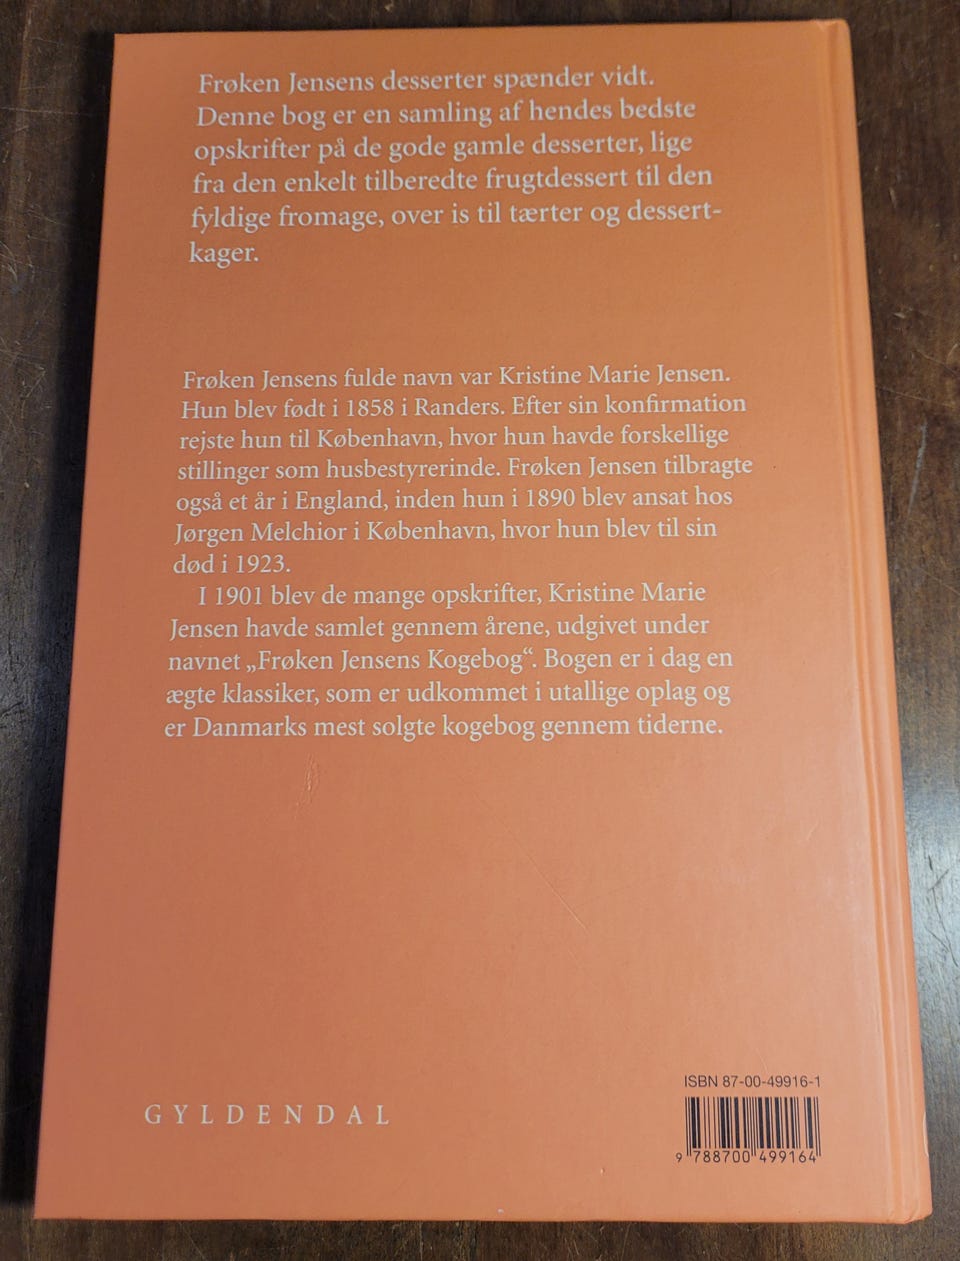 Frøken Jensens desserter spænder vidt.
Denne bog er en samling af hendes bedste
opskrifter på de gode gamle desserter, lige
fra den enkelt tilberedte frugtdessert til den
fyldige fromage, over is til tærter og dessert-
kager.
Frøken Jensens fulde navn var Kristine Marie Jensen.
Hun blev født i 1858 i Randers. Efter sin konfirmation
rejste hun til København, hvor hun havde forskellige
stillinger som husbestyrerinde. Frøken Jensen tilbragte
også et år i England, inden hun i 1890 blev ansat hos
Jørgen Melchior i København, hvor hun blev til sin
død i 1923.
I 1901 blev de mange opskrifter, Kristine Marie
Jensen havde samlet gennem årene, udgivet under
navnet „Frøken Jensens Kogebog“. Bogen er i dag en
ægte klassiker, som er udkommet i utallige oplag og
er Danmarks mest solgte kogebog gennem tiderne.
GYLDENDAL
ISBN 87-00-49916-1
9 788700 499164